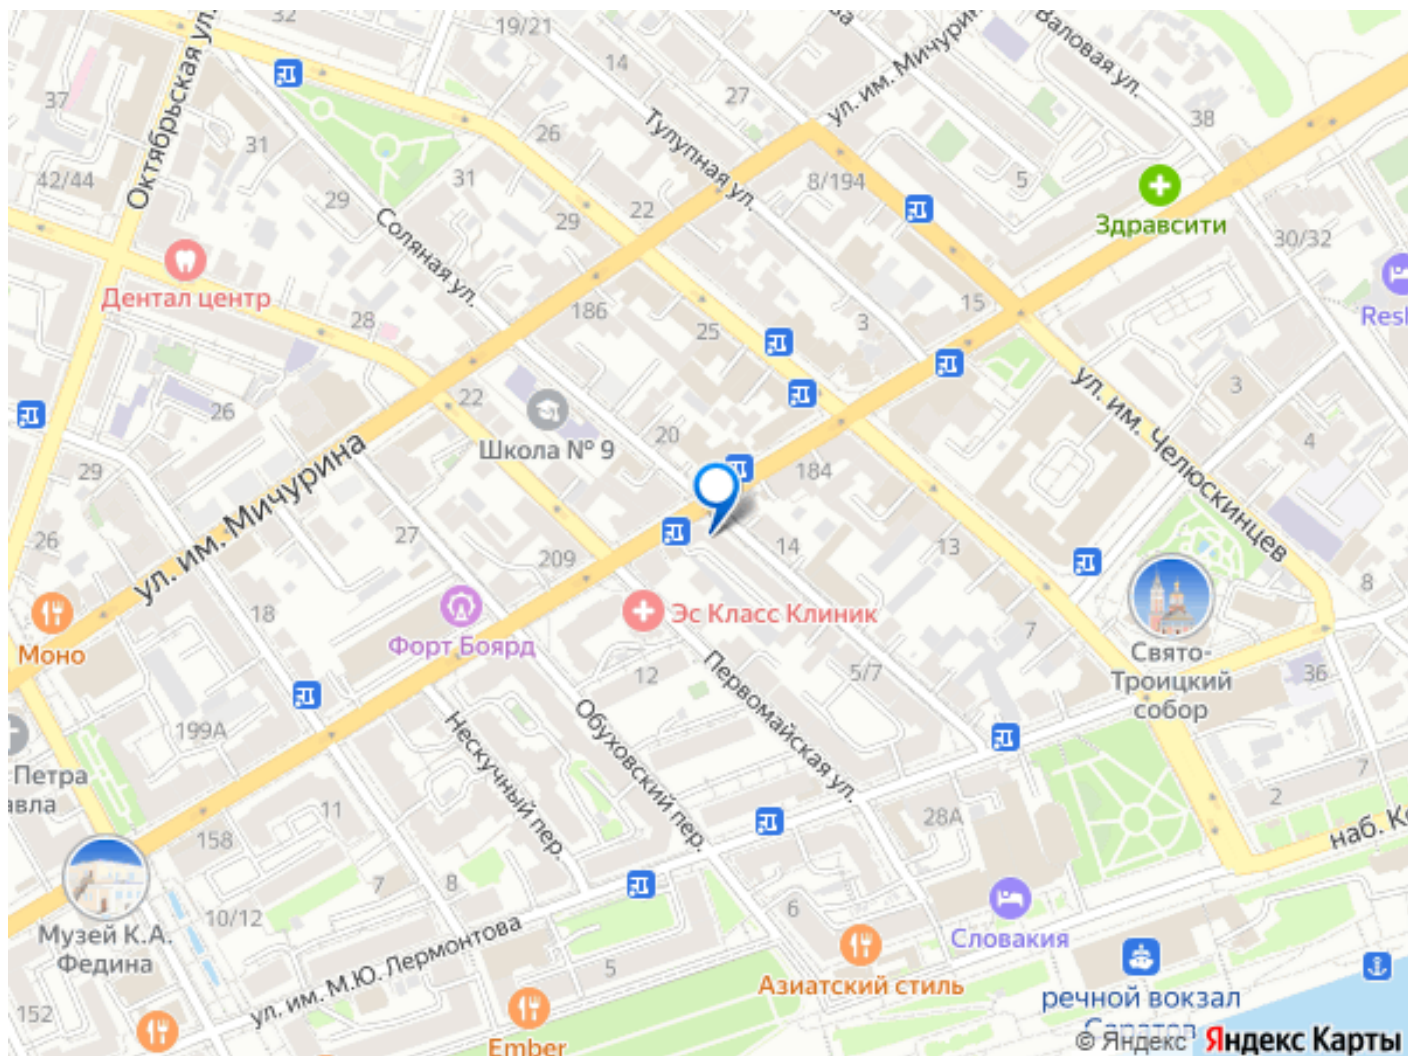 32
19/21
ул. им. Мичурин
Валовая ул.
14
37
27
Октябрьская ул.
26
Тулупная ул.
38
31
42/44
29
31
8/194
5
Соляная ул.
29
22
Здравсити
30/32
Дентал центр
186
28
25
3
15
Resl
22
ул. им. Челюскинцев
3
26
Школа № 9
20
4
29
ул. им. Мичурина
184
26
27
209
14
13
8
18
Форт Боярд
Эс Класс Клиник
7
Моно
12
Первомайская ул.
5/7
Свято-
Троицкий
собор
36
199А
Нескучный пер.
Обуховский пер.
Петра
авла
11
28А
2
7
158
наб. К
7
8
10/12
6
Музей К.А.
Федина
ул. им. М.Ю. Лермонтова
Словакия
5
Азиатский стиль
152
речной вокзал
Саратов
Ember
© Яндекс Яндекс Карты